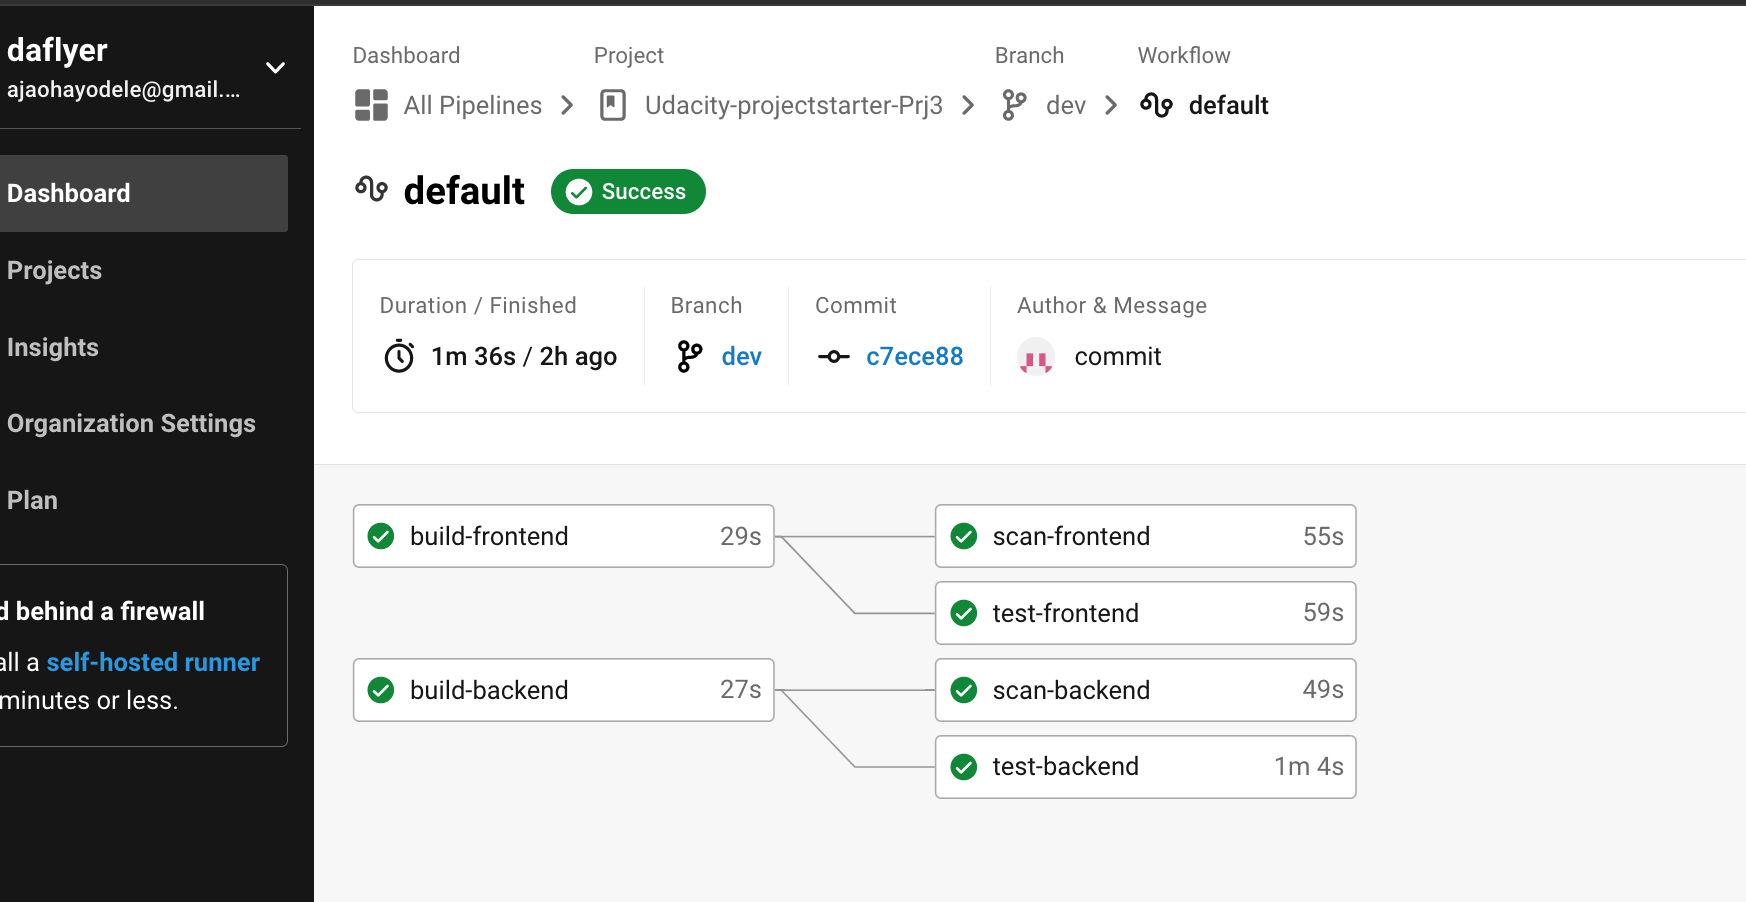 daflyer
ajaohayodele@gmail....
Dashboard
Projects
Insights
Organization Settings
Plan
d behind a firewall
all a self-hosted runner
minutes or less.
Dashboard Project Branch Workflow
All Pipelines Udacity-projectstarter-Prj3 dev default
default Success
Duration / Finished Branch Commit Author & Message
1m 36s / 2h ago dev c7ece88 commit
build-frontend 29s scan-frontend 55s
test-frontend 59s
build-backend 27s scan-backend 49s
test-backend 1m 4s